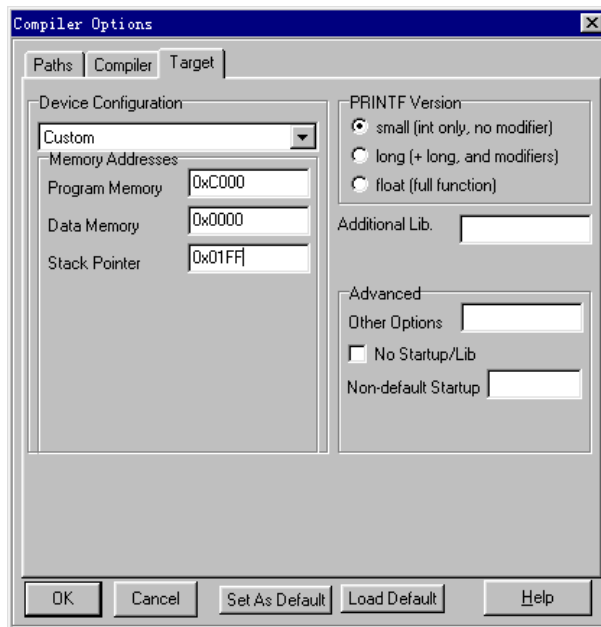 Compiler Options
Paths Compiler Target
Device Configuration
Custom
Memory Addresses
Program Memory 0xC000
Data Memory 0x0000
Stack Pointer 0x01FF
PRINTF Version
small (int only, no modifier)
long (+ long, and modifiers)
float (full function)
Additional Lib.
Advanced
Other Options
No Startup/Lib
Non-default Startup
OK Cancel Set As Default Load Default Help